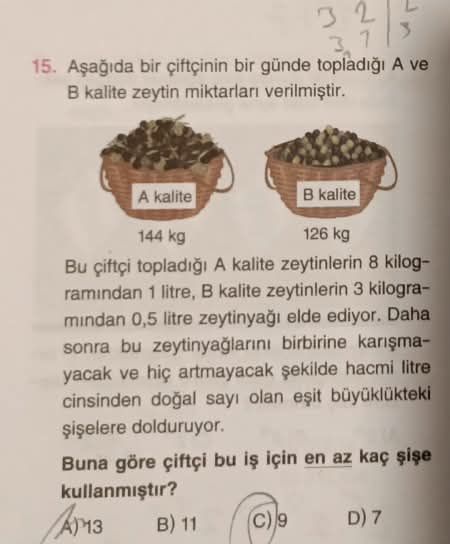 3 2 2
3, 7 3
15. Aşağıda bir çiftçinin bir günde topladığı A ve
B kalite zeytin miktarları verilmiştir.
A kalite B kalite
144 kg 126 kg
Bu çiftçi topladığı A kalite zeytinlerin 8 kilog-
ramından 1 litre, B kalite zeytinlerin 3 kilogra-
mından 0,5 litre zeytinyağı elde ediyor. Daha
sonra bu zeytinyağlarını birbirine karışma-
yacak ve hiç artmayacak şekilde hacmi litre
cinsinden doğal sayı olan eşit büyüklükteki
şişelere dolduruyor.
Buna göre çiftçi bu iş için en az kaç şişe
kullanmıştır?
A) 13 B) 11 C) 9 D) 7